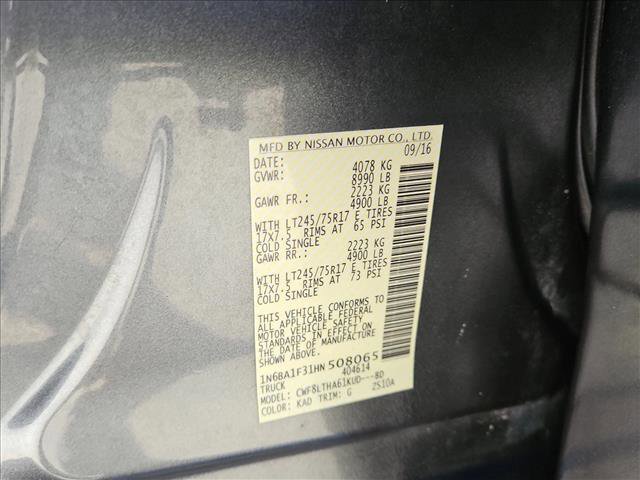 MFD BY NISSAN MOTOR CO., LTD.
DATE: 09/16
GVWR: 4078 KG
8990 LB
GAWR FR.: 2223 KG
4900 LB
WITH LT245/75R17 E TIRES
17X7.5 RIMS AT 65 PSI
COLD SINGLE
GAWR RR.: 2223 KG
4900 LB
WITH LT245/75R17 E TIRES
17X7.5 RIMS AT 73 PSI
COLD SINGLE
THIS VEHICLE CONFORMS TO
ALL APPLICABLE FEDERAL
MOTOR VEHICLE SAFETY
STANDARDS IN EFFECT ON
THE DATE OF MANUFACTURE
SHOWN ABOVE.
1N6BA1F31HN508065
TRUCK 404614
MODEL: CWF8LTHA61KUD---8D
COLOR: KAD TRIM: G ZS10A